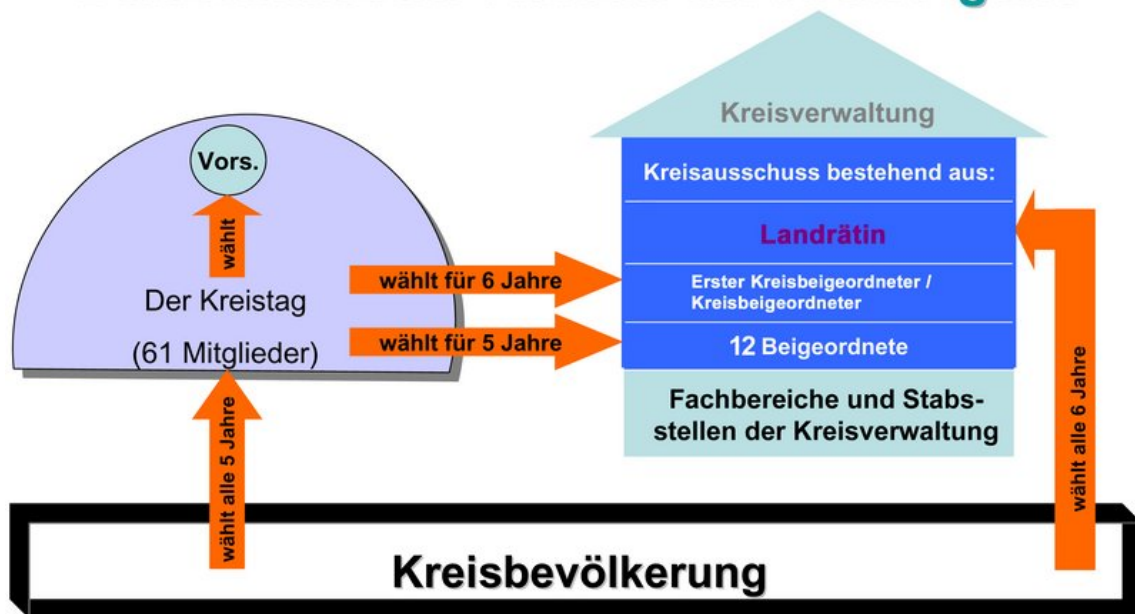 Kreisverwaltung
Vors.
wählt
Der Kreistag
(61 Mitglieder)
wählt für 6 Jahre
wählt für 5 Jahre
Kreisausschuss bestehend aus:
Landrätin
Erster Kreisbeigeordneter /
Kreisbeigeordneter
12 Beigeordnete
Fachbereiche und Stabs-
stellen der Kreisverwaltung
wählt alle 5 Jahre
wählt alle 6 Jahre
Kreisbevölkerung